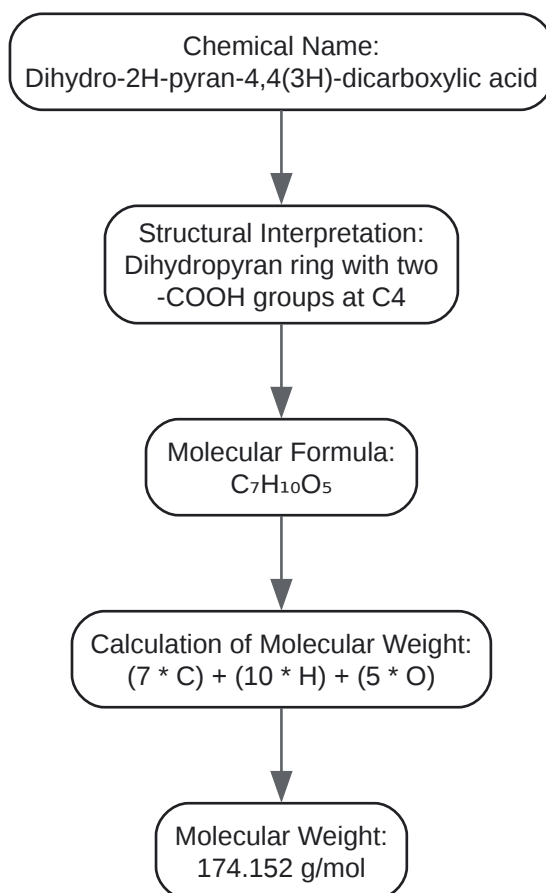 Chemical Name:
Dihydro-2H-pyran-4,4(3H)-dicarboxylic acid
Structural Interpretation:
Dihydropyran ring with two
-COOH groups at C4
Molecular Formula:
C₇H₁₀O₅
Calculation of Molecular Weight:
(7 * C) + (10 * H) + (5 * O)
Molecular Weight:
174.152 g/mol